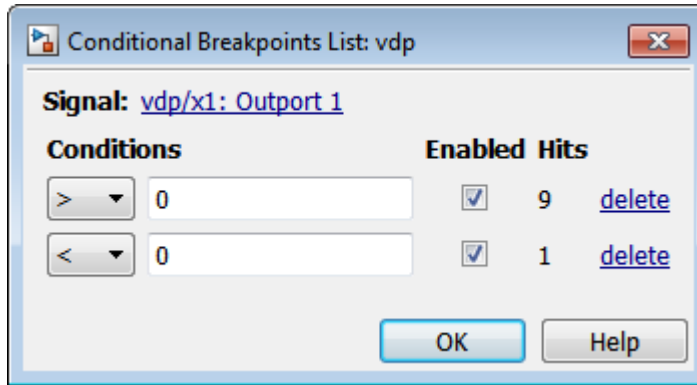 Conditional Breakpoints List: vdp
Signal: vdp/x1: Outport 1
Conditions Enabled Hits
> 0 9 delete
< 0 1 delete
OK Help